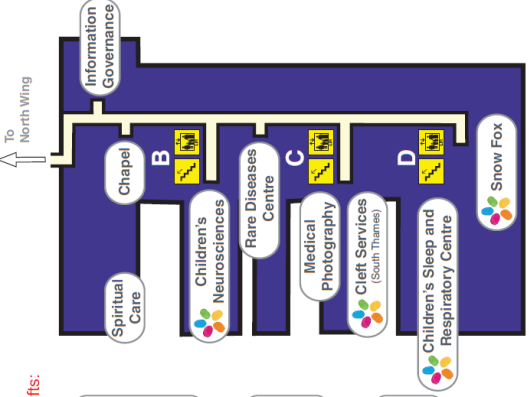 To
North Wing
Information
Governance
Chapel
B
Spiritual
Care
Children's
Neurosciences
Rare Diseases
Centre
C
Medical
Photography
Cleft Services
(South Thames)
D
Children's Sleep and
Respiratory Centre
Snow Fox
fts: